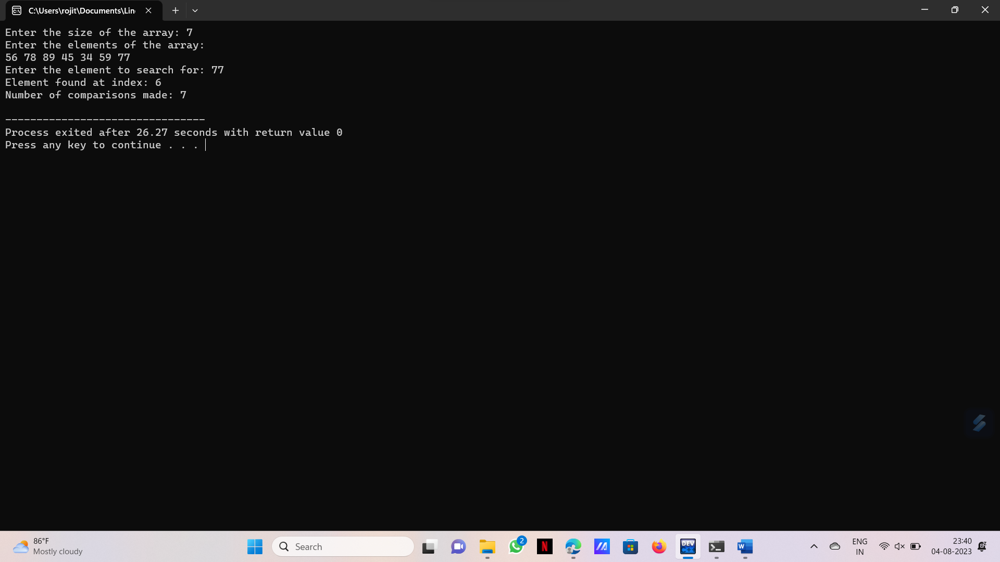 C:\Users\rojit\Documents\Lin
Enter the size of the array: 7
Enter the elements of the array:
56 78 89 45 34 59 77
Enter the element to search for: 77
Element found at index: 6
Number of comparisons made: 7
--------------------------------
Process exited after 26.27 seconds with return value 0
Press any key to continue . . .
86°F
Mostly cloudy
Search
2
N
DEV
C++
W
ENG
IN
23:40
04-08-2023